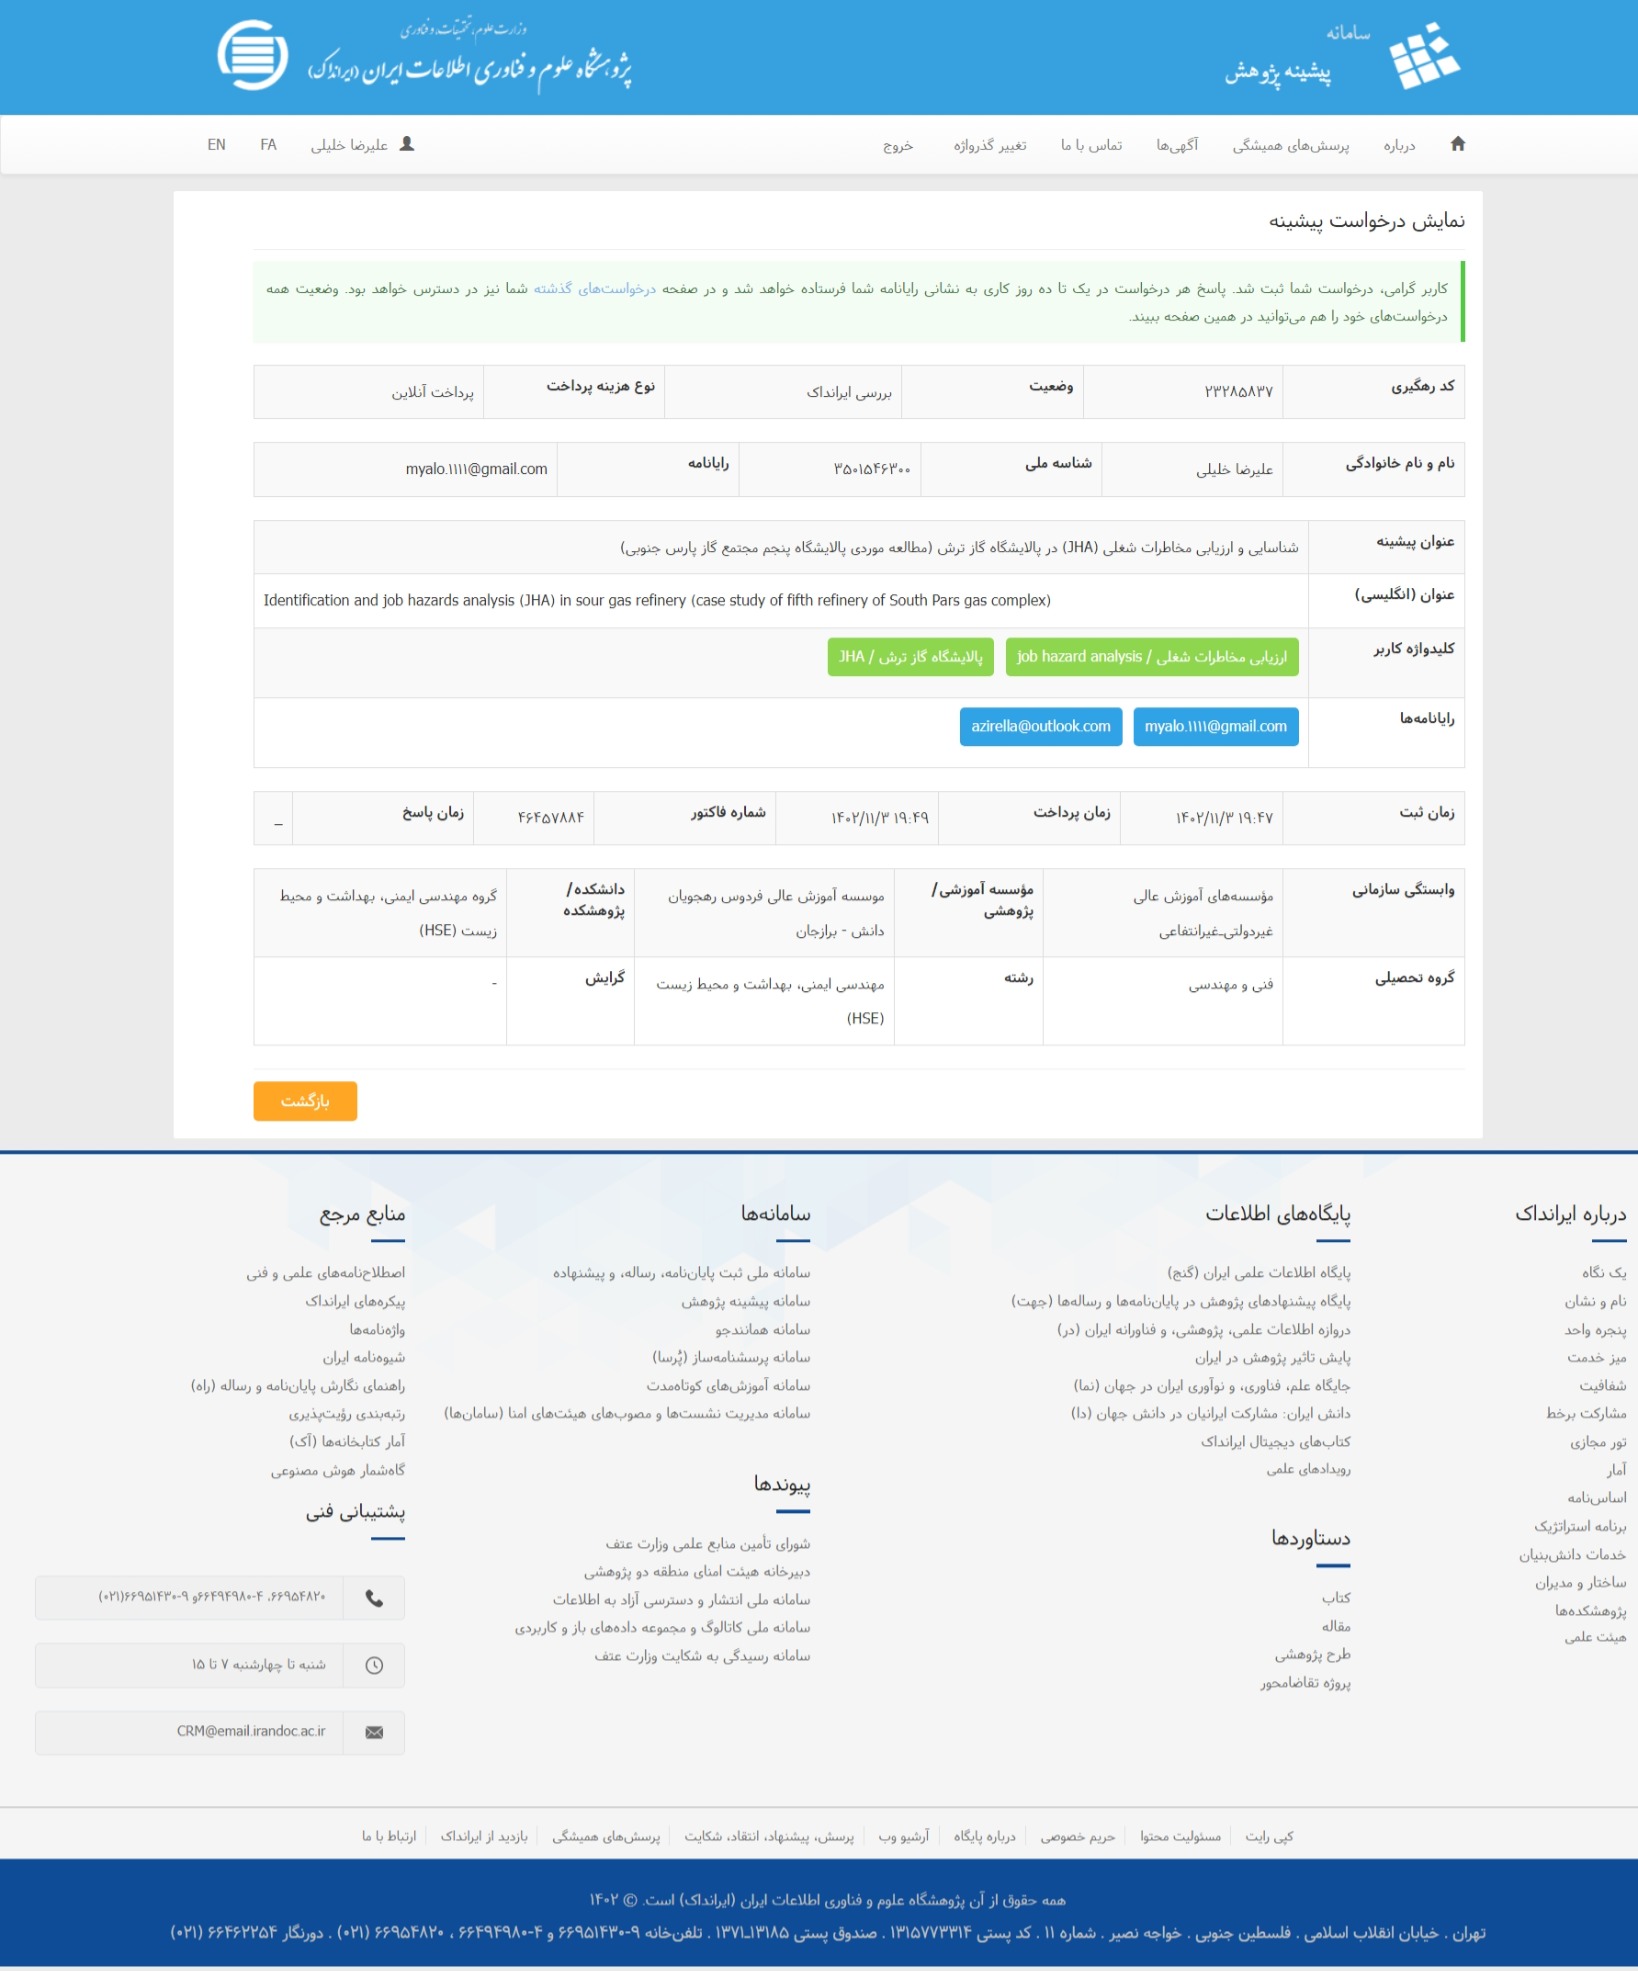 سامانه
پیشینه پژوهش
وزارت علوم، تحقیقات، و فناوری
پژوهشگاه علوم و فناوری اطلاعات ایران (ایرانداک)
درباره
پرسش‌های همیشگی
آگهی‌ها
تماس با ما
تغییر گذرواژه
خروج
علیرضا خلیلی
FA
EN
نمایش درخواست پیشینه
کاربر گرامی، درخواست شما ثبت شد. پاسخ هر درخواست در یک تا ده روز کاری به نشانی رایانامه شما فرستاده خواهد شد و در صفحه درخواست‌های گذشته شما نیز در دسترس خواهد بود. وضعیت همه
درخواست‌های خود را هم می‌توانید در همین صفحه ببیند.
کد رهگیری ۲۳۲۸۵۸۳۷ وضعیت بررسی ایرانداک نوع هزینه پرداخت پرداخت آنلاین
نام و نام خانوادگی علیرضا خلیلی شناسه ملی ۳۵۰۱۵۴۶۳۰۰ رایانامه myalo.۱۱۱۱@gmail.com
عنوان پیشینه شناسایی و ارزیابی مخاطرات شغلی (JHA) در پالایشگاه گاز ترش (مطالعه موردی پالایشگاه پنجم مجتمع گاز پارس جنوبی)
عنوان (انگلیسی) Identification and job hazards analysis (JHA) in sour gas refinery (case study of fifth refinery of South Pars gas complex)
کلیدواژه کاربر ارزیابی مخاطرات شغلی / job hazard analysis پالایشگاه گاز ترش / JHA
رایانامه‌ها myalo.۱۱۱۱@gmail.com azirella@outlook.com
زمان ثبت ۱۴۰۲/۱۱/۳ ۱۹:۴۷ زمان پرداخت ۱۴۰۲/۱۱/۳ ۱۹:۴۹ شماره فاکتور ۴۶۴۵۷۸۸۴ زمان پاسخ _
وابستگی سازمانی مؤسسه‌های آموزش عالی
غیردولتی-غیرانتفاعی
مؤسسه آموزشی/
پژوهشی
موسسه آموزش عالی فردوس رهجویان
دانش - برازجان
دانشکده/
پژوهشکده
گروه مهندسی ایمنی، بهداشت و محیط
زیست (HSE)
گروه تحصیلی فنی و مهندسی
رشته مهندسی ایمنی، بهداشت و محیط زیست
(HSE)
گرایش -
بازگشت
درباره ایرانداک
یک نگاه
نام و نشان
پنجره واحد
میز خدمت
شفافیت
مشارکت برخط
تور مجازی
آمار
اساس‌نامه
برنامه استراتژیک
خدمات دانش‌بنیان
ساختار و مدیران
پژوهشکده‌ها
هیئت علمی
پایگاه‌های اطلاعات
پایگاه اطلاعات علمی ایران (گنج)
پایگاه پیشنهادهای پژوهش در پایان‌نامه‌ها و رساله‌ها (جهت)
دروازه اطلاعات علمی، پژوهشی، و فناورانه ایران (در)
پایش تاثیر پژوهش در ایران
جایگاه علم، فناوری، و نوآوری ایران در جهان (نما)
دانش ایران: مشارکت ایرانیان در دانش جهان (دا)
کتاب‌های دیجیتال ایرانداک
رویدادهای علمی
دستاوردها
کتاب
مقاله
طرح پژوهشی
پروژه تقاضامحور
سامانه‌ها
سامانه ملی ثبت پایان‌نامه، رساله، و پیشنهاده
سامانه پیشینه پژوهش
سامانه همانندجو
سامانه پرسشنامه‌ساز (پُرسا)
سامانه آموزش‌های کوتاه‌مدت
سامانه مدیریت نشست‌ها و مصوب‌های هیئت‌های امنا (سامان‌ها)
پیوندها
شورای تأمین منابع علمی وزارت عتف
دبیرخانه هیئت امنای منطقه دو پژوهشی
سامانه ملی انتشار و دسترسی آزاد به اطلاعات
سامانه ملی کاتالوگ و مجموعه داده‌های باز و کاربردی
سامانه رسیدگی به شکایت وزارت عتف
منابع مرجع
اصطلاح‌نامه‌های علمی و فنی
پیکره‌های ایرانداک
واژه‌نامه‌ها
شیوه‌نامه ایران
راهنمای نگارش پایان‌نامه و رساله (راه)
رتبه‌بندی رؤیت‌پذیری
آمار کتابخانه‌ها (آک)
گاه‌شمار هوش مصنوعی
پشتیبانی فنی
۶۶۹۵۴۸۲۰، ۶۶۴۹۴۹۸۰-۴و ۹-۶۶۹۵۱۴۳۰(۰۲۱)
شنبه تا چهارشنبه ۷ تا ۱۵
CRM@email.irandoc.ac.ir
کپی رایت
مسئولیت محتوا
حریم خصوصی
درباره پایگاه
آرشیو وب
پرسش، پیشنهاد، انتقاد، شکایت
پرسش‌های همیشگی
بازدید از ایرانداک
ارتباط با ما
همه حقوق از آن پژوهشگاه علوم و فناوری اطلاعات ایران (ایرانداک) است. © ۱۴۰۲
تهران . خیابان انقلاب اسلامی . فلسطین جنوبی . خواجه نصیر . شماره ۱۱ . کد پستی ۱۳۱۵۷۷۳۳۱۴ . صندوق پستی ۱۳۱۸۵ـ۱۳۷۱ . تلفن‌خانه ۹-۶۶۹۵۱۴۳۰ و ۴-۶۶۴۹۴۹۸۰ ، ۶۶۹۵۴۸۲۰ (۰۲۱) . دورنگار ۶۶۴۶۲۲۵۴ (۰۲۱)